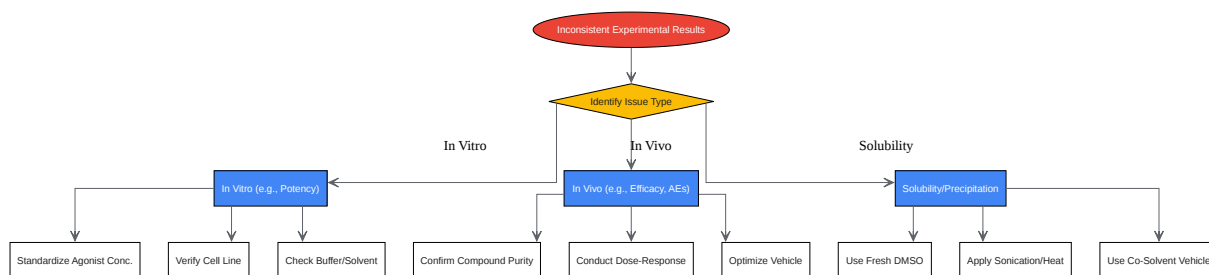 Inconsistent Experimental Results
Identify Issue Type
In Vitro
In Vivo
Solubility
In Vitro (e.g., Potency)
In Vivo (e.g., Efficacy, AEs)
Solubility/Precipitation
Standardize Agonist Conc.
Verify Cell Line
Check Buffer/Solvent
Confirm Compound Purity
Conduct Dose-Response
Optimize Vehicle
Use Fresh DMSO
Apply Sonication/Heat
Use Co-Solvent Vehicle